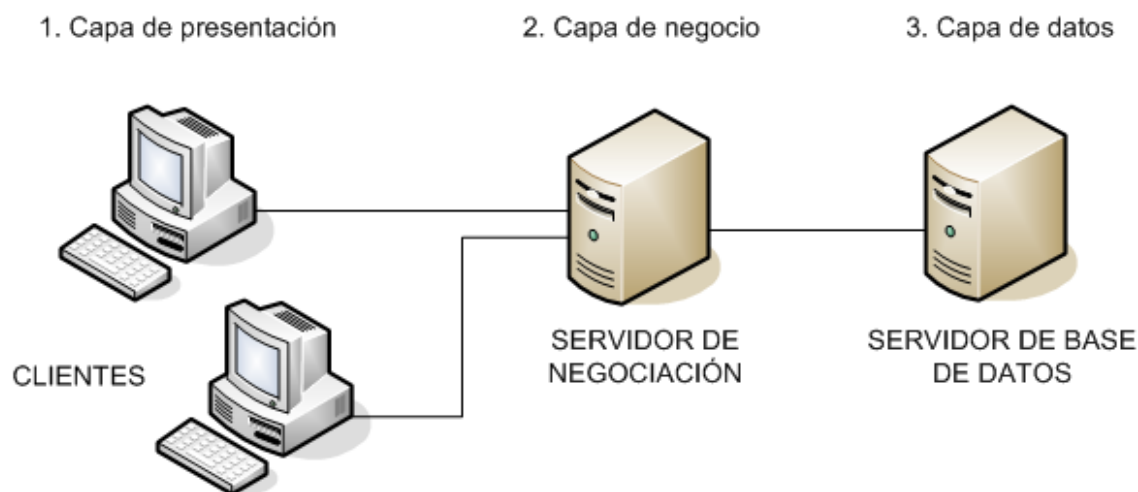 1. Capa de presentación
2. Capa de negocio
3. Capa de datos
CLIENTES
SERVIDOR DE
NEGOCIACIÓN
SERVIDOR DE BASE
DE DATOS